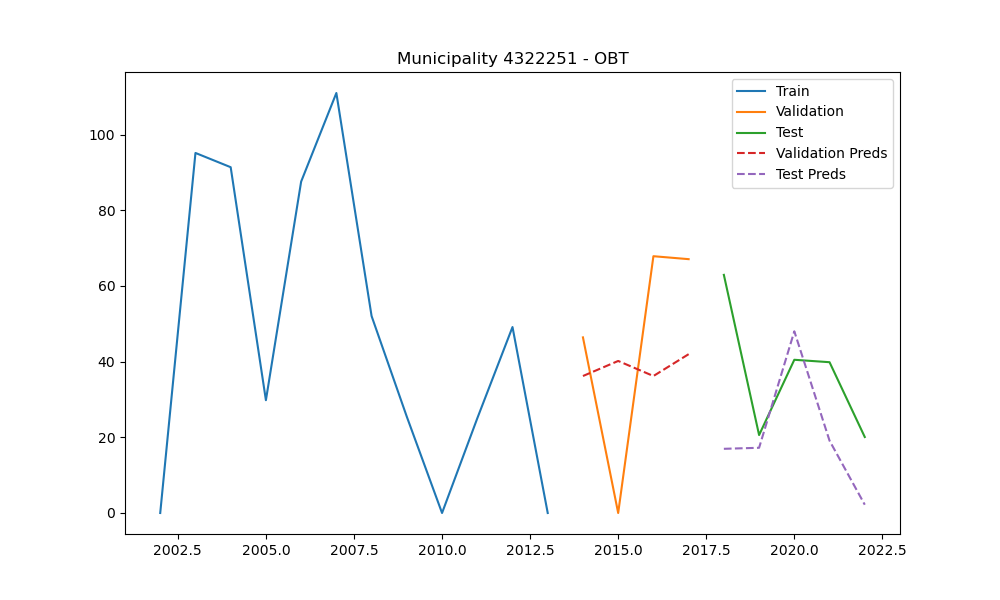 Municipality 4322251 - OBT
Train
Validation
Test
Validation Preds
Test Preds
100
80
60
40
20
0
2002.5 2005.0 2007.5 2010.0 2012.5 2015.0 2017.5 2020.0 2022.5